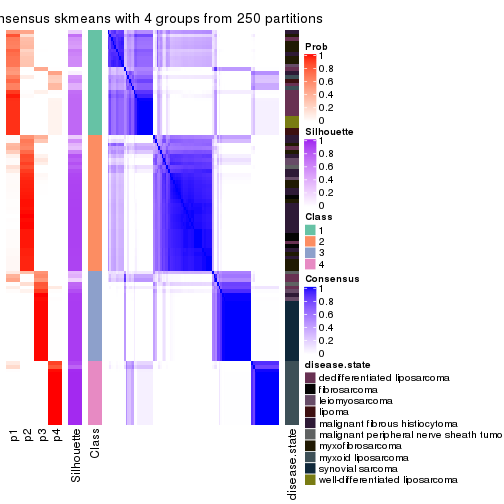 nsensus skmeans with 4 groups from 250 partitions
Prob
1
0.8
0.6
0.4
0.2
0
Silhouette
1
0.8
0.6
0.4
0.2
0
Class
1
2
3
4
Consensus
1
0.8
0.6
0.4
0.2
0
disease.state
dedifferentiated liposarcoma
fibrosarcoma
leiomyosarcoma
lipoma
malignant fibrous histiocytoma
malignant peripheral nerve sheath tumo
myxofibrosarcoma
myxoid liposarcoma
synovial sarcoma
well-differentiated liposarcoma
p1
p2
p3
p4
Silhouette
Class
disease.state